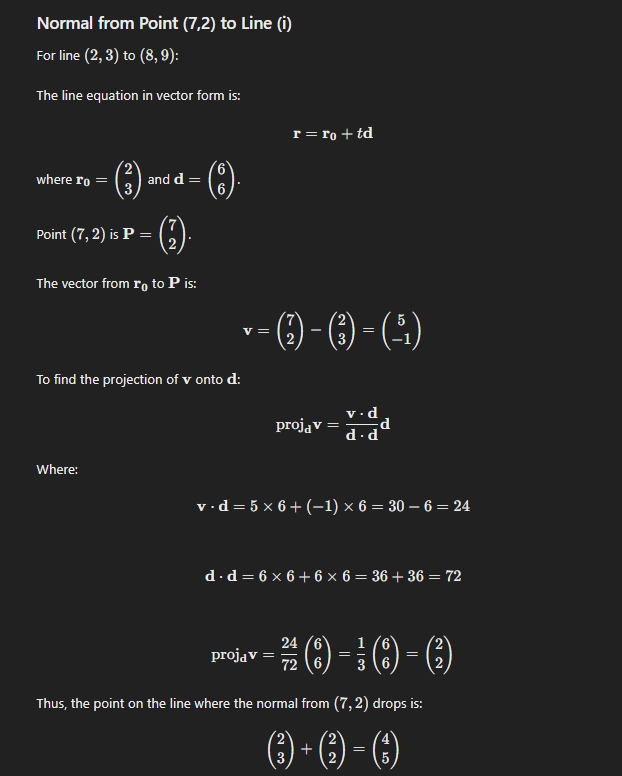 Normal from Point (7,2) to Line (i)
For line (2, 3) to (8, 9):
The line equation in vector form is:
r = r₀ + td
where r₀ = (2 3) and d = (6 6).
Point (7, 2) is P = (7 2).
The vector from r₀ to P is:
v = (7 2) − (2 3) = (5 −1)
To find the projection of v onto d:
proj_d v = (v · d)/(d · d) d
Where:
v · d = 5 × 6 + (−1) × 6 = 30 − 6 = 24
d · d = 6 × 6 + 6 × 6 = 36 + 36 = 72
proj_d v = 24/72 (6 6) = 1/3 (6 6) = (2 2)
Thus, the point on the line where the normal from (7, 2) drops is:
(2 3) + (2 2) = (4 5)